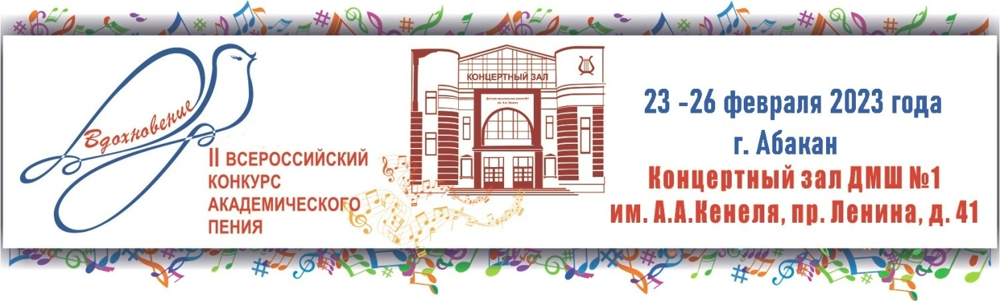 Вдохновение
II ВСЕРОССИЙСКИЙ
КОНКУРС
АКАДЕМИЧЕСКОГО
ПЕНИЯ
КОНЦЕРТНЫЙ ЗАЛ
Детская музыкальная школа №1
им. А.А. Кенеля
23 -26 февраля 2023 года
г. Абакан
Концертный зал ДМШ №1
им. А.А.Кенеля, пр. Ленина, д. 41